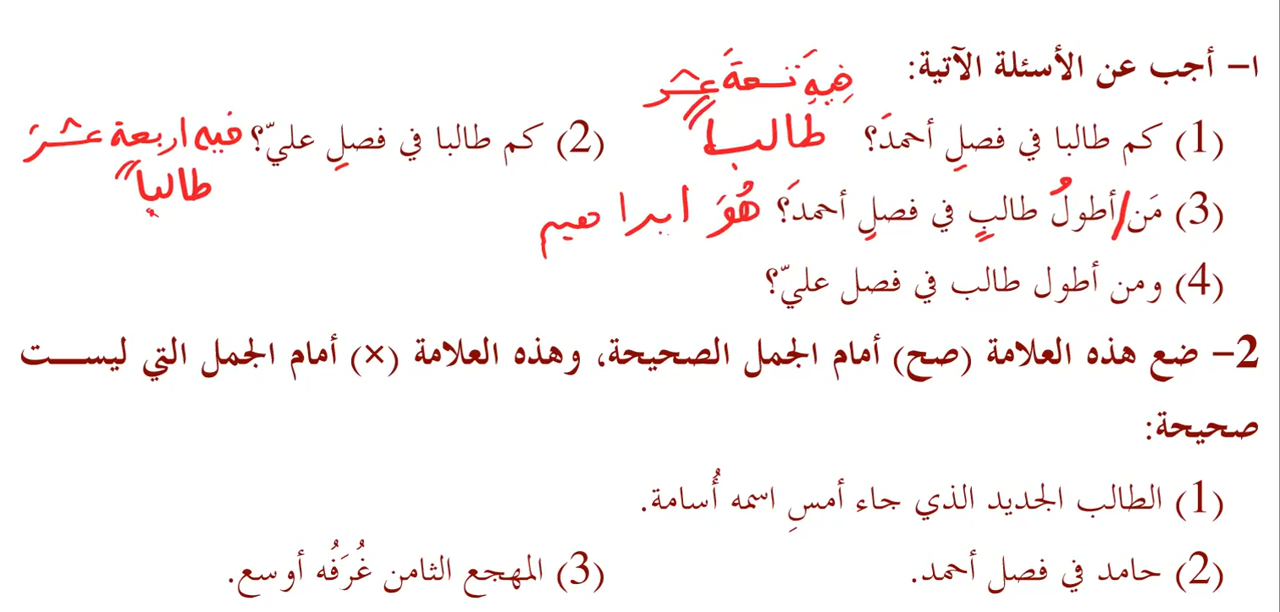 ١– أجب عن الأسئلة الآتية:
(1) كم طالبا في فصلِ أحمدَ؟ فِيهِ تسعةَ عشَرَ طالباً (2) كم طالبا في فصلِ عليّ؟ فيه اربعة عشرَ طالباً
(3) مَن/أطولُ طالبٍ في فصلِ أحمدَ؟ هُوَ ابراهيم
(4) ومن أطول طالب في فصل عليّ؟
2– ضع هذه العلامة (صح) أمام الجمل الصحيحة، وهذه العلامة (×) أمام الجمل التي ليست
صحيحة:
(1) الطالب الجديد الذي جاء أمسِ اسمه أُسامة.
(2) حامد في فصل أحمد. (3) المهجع الثامن غُرَفُه أوسع.